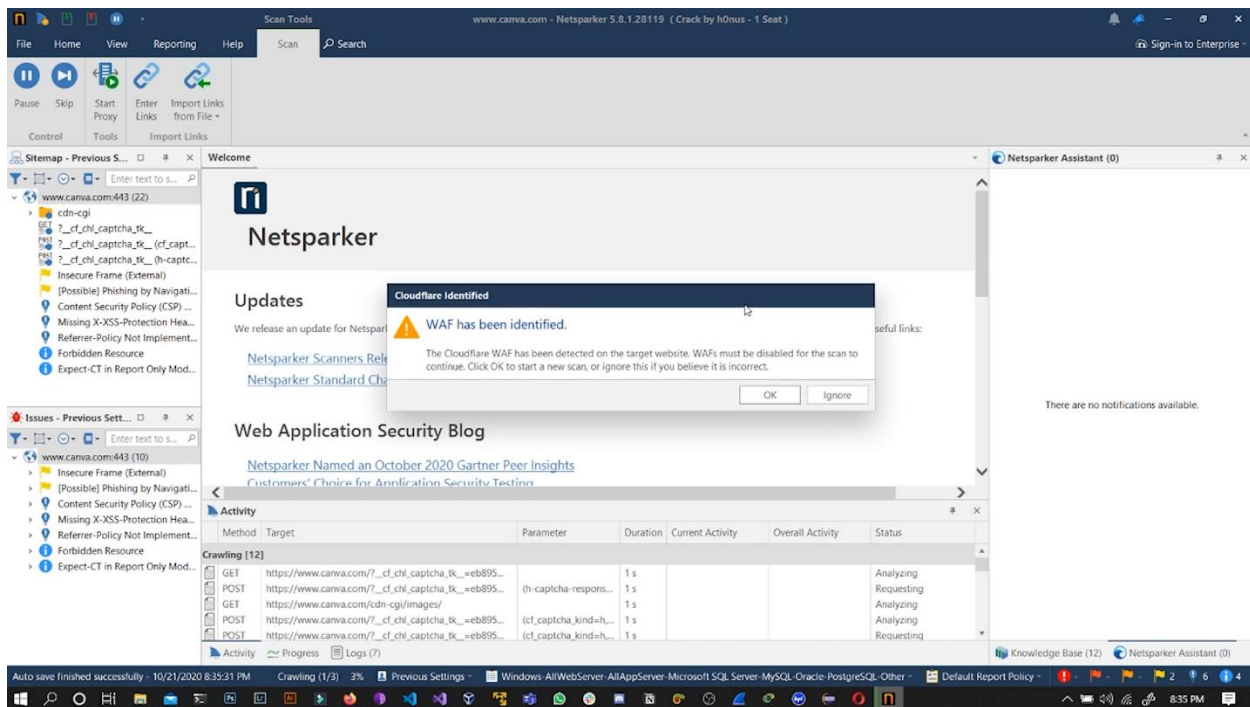 Scan Tools
www.canva.com - Netsparker 5.8.1.28119 ( Crack by h0nus - 1 Seat )
File Home View Reporting Help Scan Search
Sign-in to Enterprise
Pause Skip Start Proxy Enter Links Import Links from File
Control Tools Import Links
Sitemap - Previous S...
Enter text to s...
www.canva.com:443 (22)
cdn-cgi
GET ?_cf_chl_captcha_tk__
POST ?_cf_chl_captcha_tk__ (cf_capt...
POST ?_cf_chl_captcha_tk__ (h-captc...
Insecure Frame (External)
[Possible] Phishing by Navigati...
Content Security Policy (CSP) ...
Missing X-XSS-Protection Hea...
Referrer-Policy Not Implement...
Forbidden Resource
Expect-CT in Report Only Mod...
Issues - Previous Sett...
Enter text to s...
www.canva.com:443 (10)
Insecure Frame (External)
[Possible] Phishing by Navigati...
Content Security Policy (CSP) ...
Missing X-XSS-Protection Hea...
Referrer-Policy Not Implement...
Forbidden Resource
Expect-CT in Report Only Mod...
Welcome
Netsparker
Updates
We release an update for Netspar
seful links:
Netsparker Scanners Rele
Netsparker Standard Cha
Web Application Security Blog
Netsparker Named an October 2020 Gartner Peer Insights
Customers' Choice for Application Security Testing
Cloudflare Identified
WAF has been identified.
The Cloudflare WAF has been detected on the target website. WAFs must be disabled for the scan to
continue. Click OK to start a new scan, or ignore this if you believe it is incorrect.
OK Ignore
Activity
Method Target Parameter Duration Current Activity Overall Activity Status
Crawling [12]
GET https://www.canva.com/?_cf_chl_captcha_tk__=eb895... 1 s Analyzing
POST https://www.canva.com/?_cf_chl_captcha_tk__=eb895... (h-captcha-respons... 1 s Requesting
GET https://www.canva.com/cdn-cgi/images/ 1 s Analyzing
POST https://www.canva.com/?_cf_chl_captcha_tk__=eb895... (cf_captcha_kind=h,... 1 s Analyzing
POST https://www.canva.com/?_cf_chl_captcha_tk__=eb895... (cf_captcha_kind=h,... 1 s Requesting
Activity Progress Logs (7)
Netsparker Assistant (0)
There are no notifications available.
Knowledge Base (12) Netsparker Assistant (0)
Auto save finished successfully - 10/21/2020 8:35:31 PM Crawling (1/3) 3% Previous Settings Windows-AllWebServer-AllAppServer-Microsoft SQL Server-MySQL-Oracle-PostgreSQL-Other Default Report Policy 2 6 4
8:35 PM